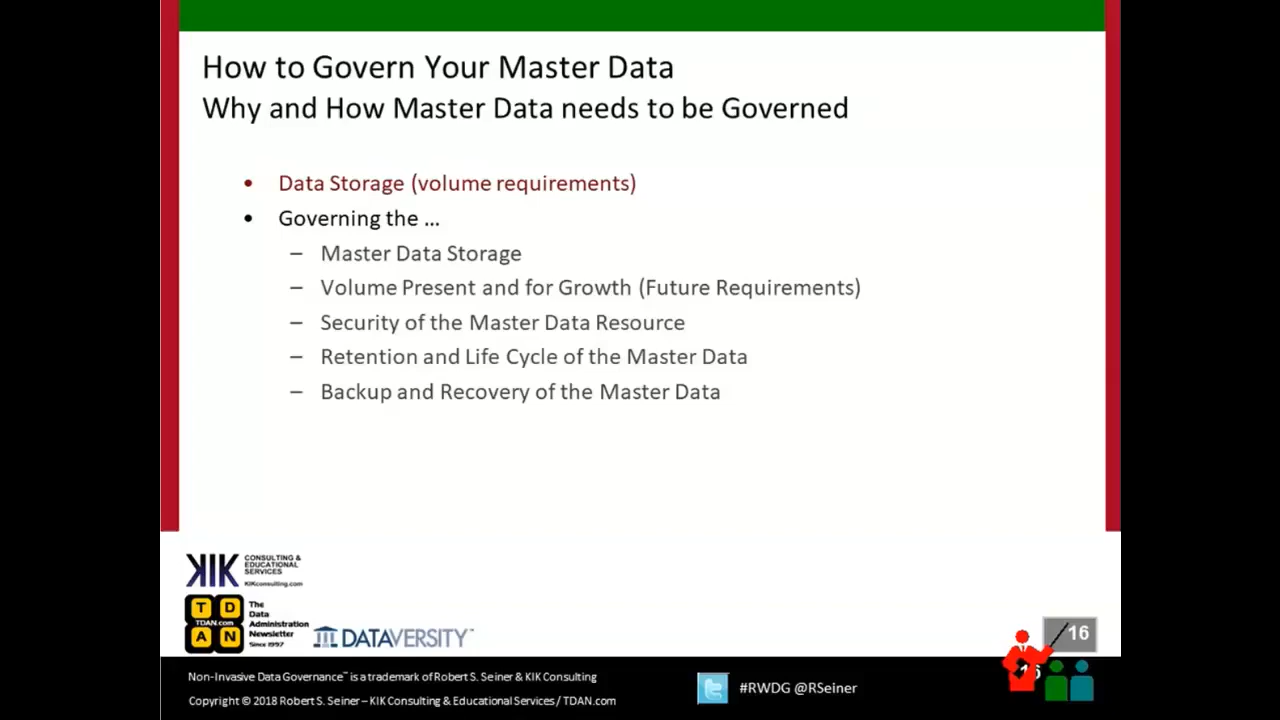 How to Govern Your Master Data
Why and How Master Data needs to be Governed
• Data Storage (volume requirements)
• Governing the ...
– Master Data Storage
– Volume Present and for Growth (Future Requirements)
– Security of the Master Data Resource
– Retention and Life Cycle of the Master Data
– Backup and Recovery of the Master Data
KIK CONSULTING &
EDUCATIONAL
SERVICES
KIKconsulting.com
T D
TDAN.com
A N
The
Data
Administration
Newsletter
Since 1997
DATAVERSITY™
16
Non-Invasive Data Governance™ is a trademark of Robert S. Seiner & KIK Consulting
Copyright © 2018 Robert S. Seiner – KIK Consulting & Educational Services / TDAN.com
#RWDG @RSeiner